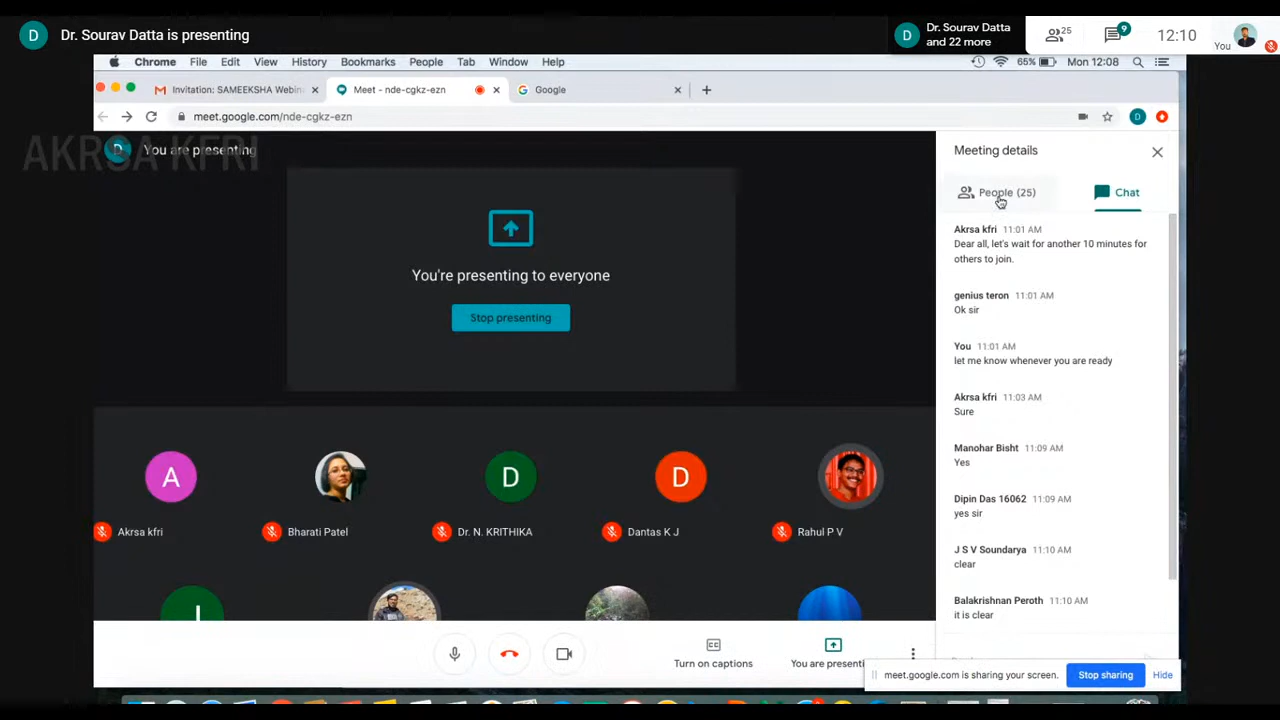 D Dr. Sourav Datta is presenting
D Dr. Sourav Datta
and 22 more
25
9
12:10
You
Chrome File Edit View History Bookmarks People Tab Window Help
65% Mon 12:08
Invitation: SAMEEKSHA Webin
Meet - nde-cgkz-ezn
Google
meet.google.com/nde-cgkz-ezn
D
AKRSA KFRI
D You are presenting
Meeting details
People (25)
Chat
You're presenting to everyone
Stop presenting
Akrsa kfri 11:01 AM
Dear all, let's wait for another 10 minutes for
others to join.
genius teron 11:01 AM
Ok sir
You 11:01 AM
let me know whenever you are ready
Akrsa kfri 11:03 AM
Sure
Manohar Bisht 11:09 AM
Yes
Dipin Das 16062 11:09 AM
yes sir
J S V Soundarya 11:10 AM
clear
Balakrishnan Peroth 11:10 AM
it is clear
A
D
D
Akrsa kfri
Bharati Patel
Dr. N. KRITHIKA
Dantas K J
Rahul P V
CC
Turn on captions
You are presenti
meet.google.com is sharing your screen.
Stop sharing
Hide